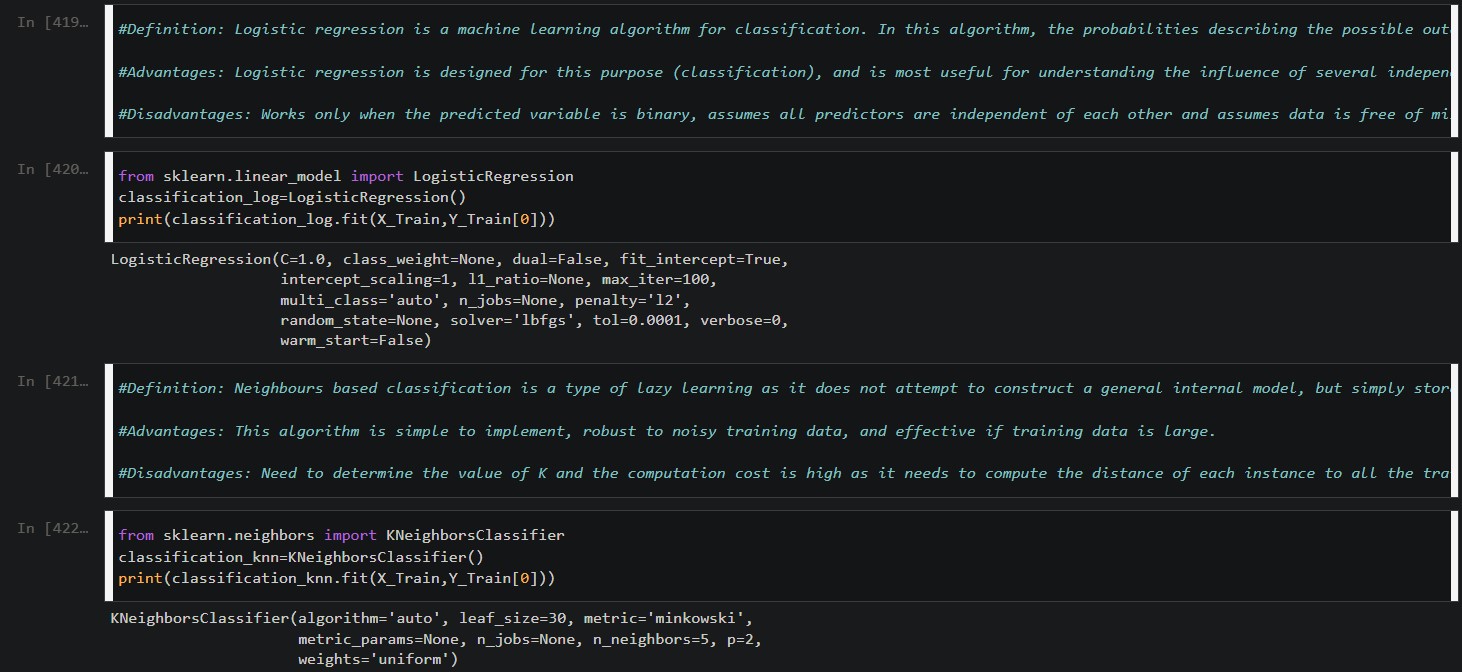 In [419…
#Definition: Logistic regression is a machine learning algorithm for classification. In this algorithm, the probabilities describing the possible
#Advantages: Logistic regression is designed for this purpose (classification), and is most useful for understanding the influence of several
#Disadvantages: Works only when the predicted variable is binary, assumes all predictors are independent of each other and assumes data is free of
In [420…
from sklearn.linear_model import LogisticRegression
classification_log=LogisticRegression()
print(classification_log.fit(X_Train,Y_Train[0]))
LogisticRegression(C=1.0, class_weight=None, dual=False, fit_intercept=True,
intercept_scaling=1, l1_ratio=None, max_iter=100,
multi_class='auto', n_jobs=None, penalty='l2',
random_state=None, solver='lbfgs', tol=0.0001, verbose=0,
warm_start=False)
In [421…
#Definition: Neighbours based classification is a type of lazy learning as it does not attempt to construct a general internal model, but simply
#Advantages: This algorithm is simple to implement, robust to noisy training data, and effective if training data is large.
#Disadvantages: Need to determine the value of K and the computation cost is high as it needs to compute the distance of each instance to all the
In [422…
from sklearn.neighbors import KNeighborsClassifier
classification_knn=KNeighborsClassifier()
print(classification_knn.fit(X_Train,Y_Train[0]))
KNeighborsClassifier(algorithm='auto', leaf_size=30, metric='minkowski',
metric_params=None, n_jobs=None, n_neighbors=5, p=2,
weights='uniform')